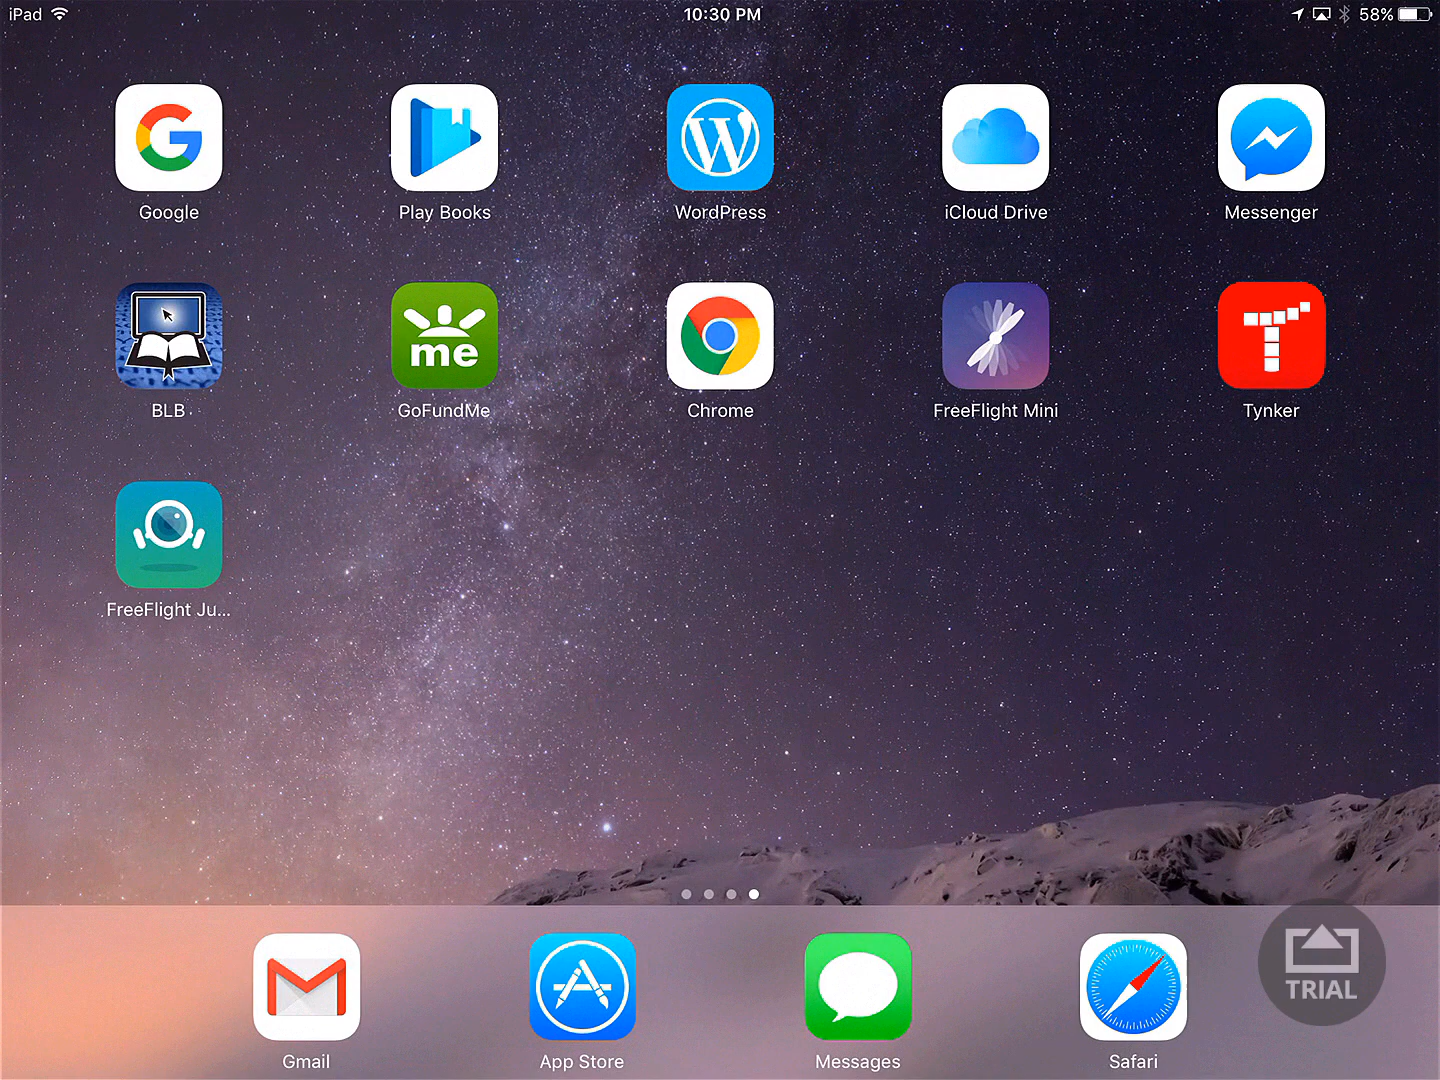 iPad 10:30 PM 58%
Google Play Books WordPress iCloud Drive Messenger
me
BLB GoFundMe Chrome FreeFlight Mini Tynker
FreeFlight Ju...
TRIAL
Gmail App Store Messages Safari